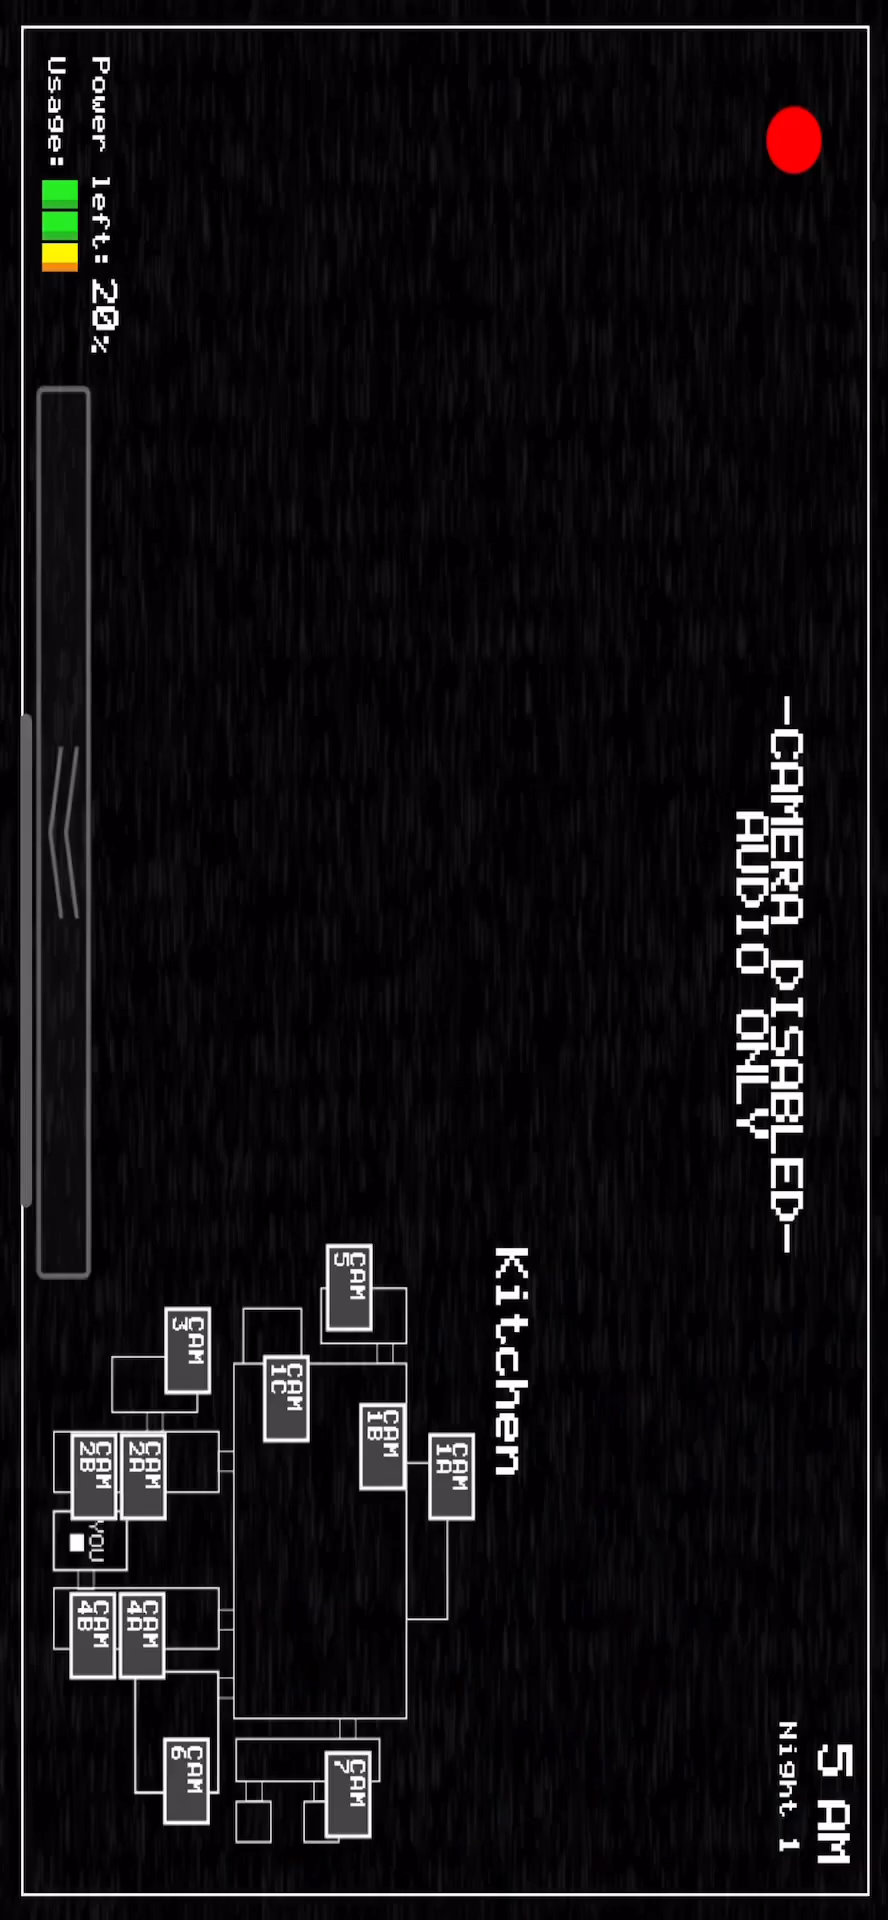 5 AM
Night 1
-CAMERA DISABLED-
AUDIO ONLY
Kitchen
CAM
1A
CAM
1B
CAM
5
CAM
1C
CAM
7
CAM
3
CAM
2A
CAM
4A
CAM
6
CAM
2B
YOU
CAM
4B
Power left: 20%
Usage: